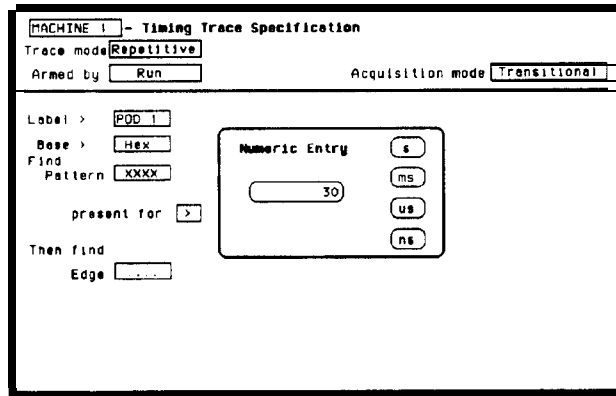 MACHINE 1 - Timing Trace Specification
Trace mode Repetitive
Armed by Run Acquisition mode Transitional
Label > POD 1
Base > Hex
Find
Pattern XXXX
present for >
Then find
Edge ....
Numeric Entry
30
s
ms
us
ns